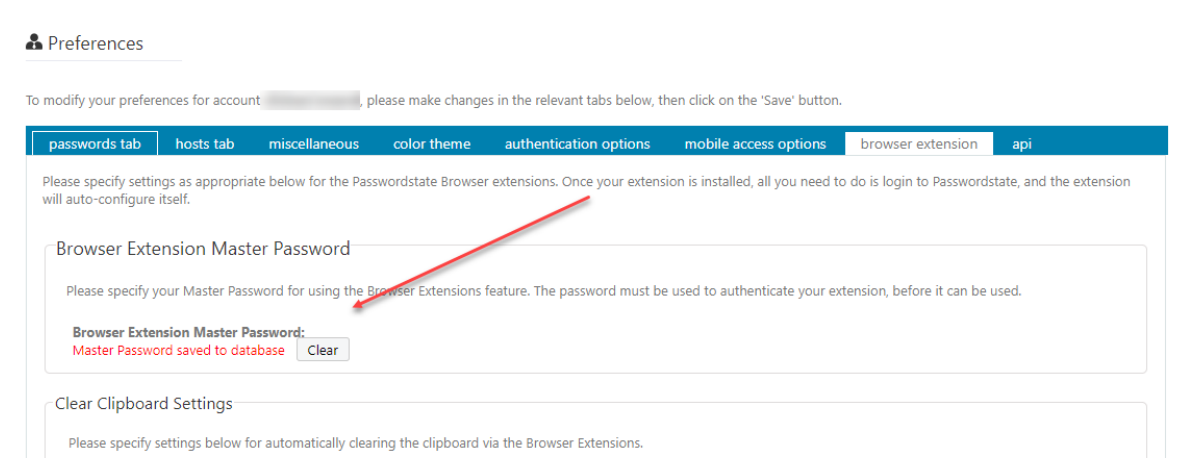 Preferences
To modify your preferences for account , please make changes in the relevant tabs below, then click on the 'Save' button.
passwords tab hosts tab miscellaneous color theme authentication options mobile access options browser extension api
Please specify settings as appropriate below for the Passwordstate Browser extensions. Once your extension is installed, all you need to do is login to Passwordstate, and the extension
will auto-configure itself.
Browser Extension Master Password
Please specify your Master Password for using the Browser Extensions feature. The password must be used to authenticate your extension, before it can be used.
Browser Extension Master Password:
Master Password saved to database Clear
Clear Clipboard Settings
Please specify settings below for automatically clearing the clipboard via the Browser Extensions.